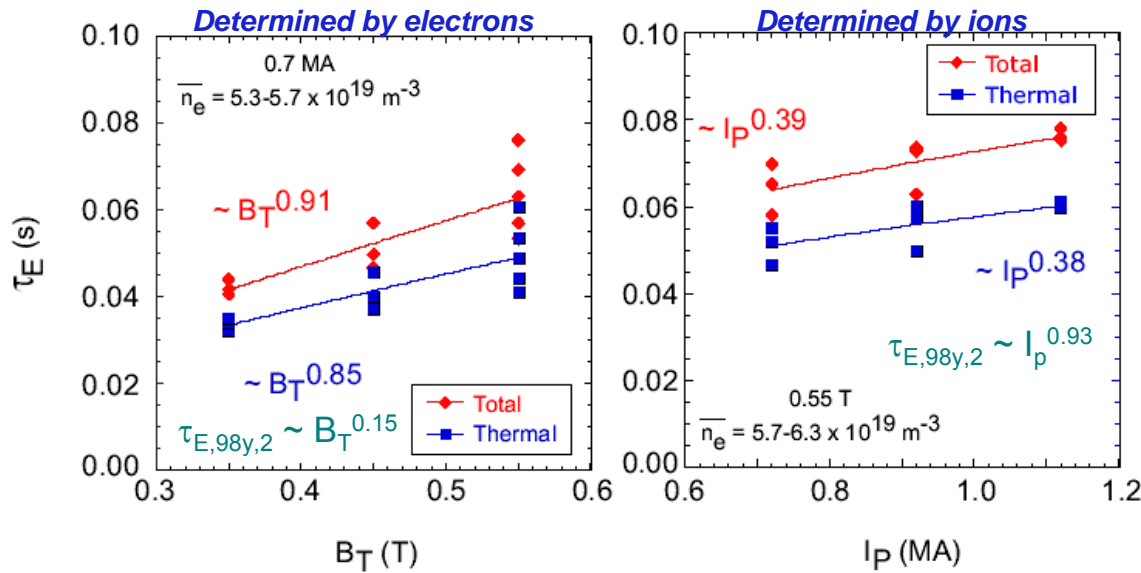 Determined by electrons
0.10
0.08
0.06
0.04
0.02
0.00
τE (s)
0.7 MA
ne = 5.3-5.7 x 10^19 m^-3
~ BT^0.91
~ BT^0.85
τE,98y,2 ~ BT^0.15
Total
Thermal
0.3 0.4 0.5 0.6
BT (T)
Determined by ions
0.10
0.08
0.06
0.04
0.02
0.00
Total
Thermal
~ IP^0.39
~ IP^0.38
τE,98y,2 ~ Ip^0.93
0.55 T
ne = 5.7-6.3 x 10^19 m^-3
0.6 0.8 1.0 1.2
IP (MA)